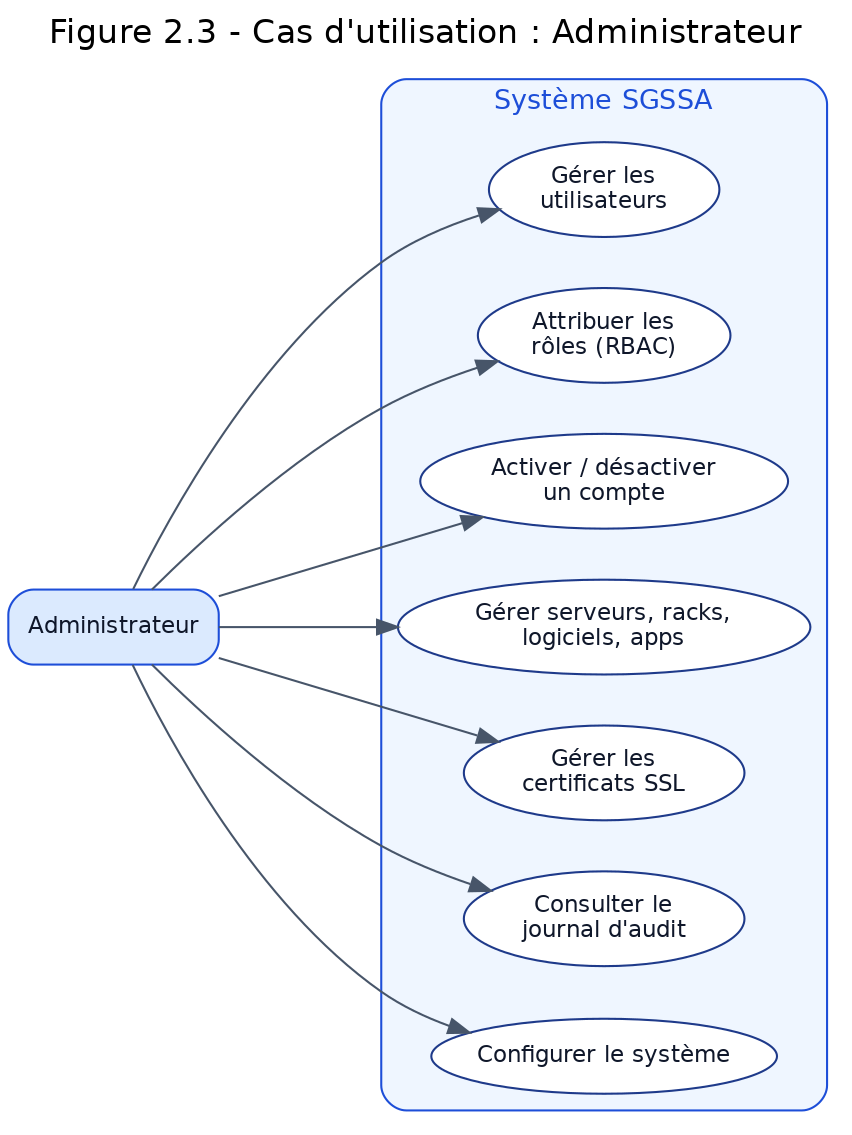 Figure 2.3 - Cas d'utilisation : Administrateur
Système SGSSA
Gérer les
utilisateurs
Attribuer les
rôles (RBAC)
Activer / désactiver
un compte
Administrateur
Gérer serveurs, racks,
logiciels, apps
Gérer les
certificats SSL
Consulter le
journal d'audit
Configurer le système